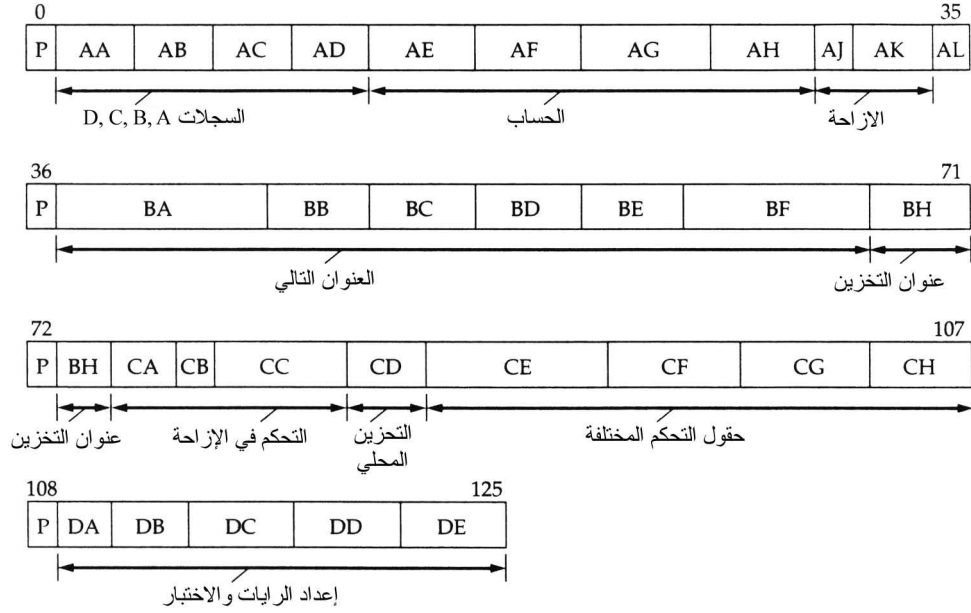 0 35
P AA AB AC AD AE AF AG AH AJ AK AL
السجلات D, C, B, A الحساب الازاحة
36 71
P BA BB BC BD BE BF BH
العنوان التالي عنوان التخزين
72 107
P BH CA CB CC CD CE CF CG CH
عنوان التخزين التحكم في الإزاحة التحزين المحلي حقول التحكم المختلفة
108 125
P DA DB DC DD DE
إعداد الرايات والاختبار